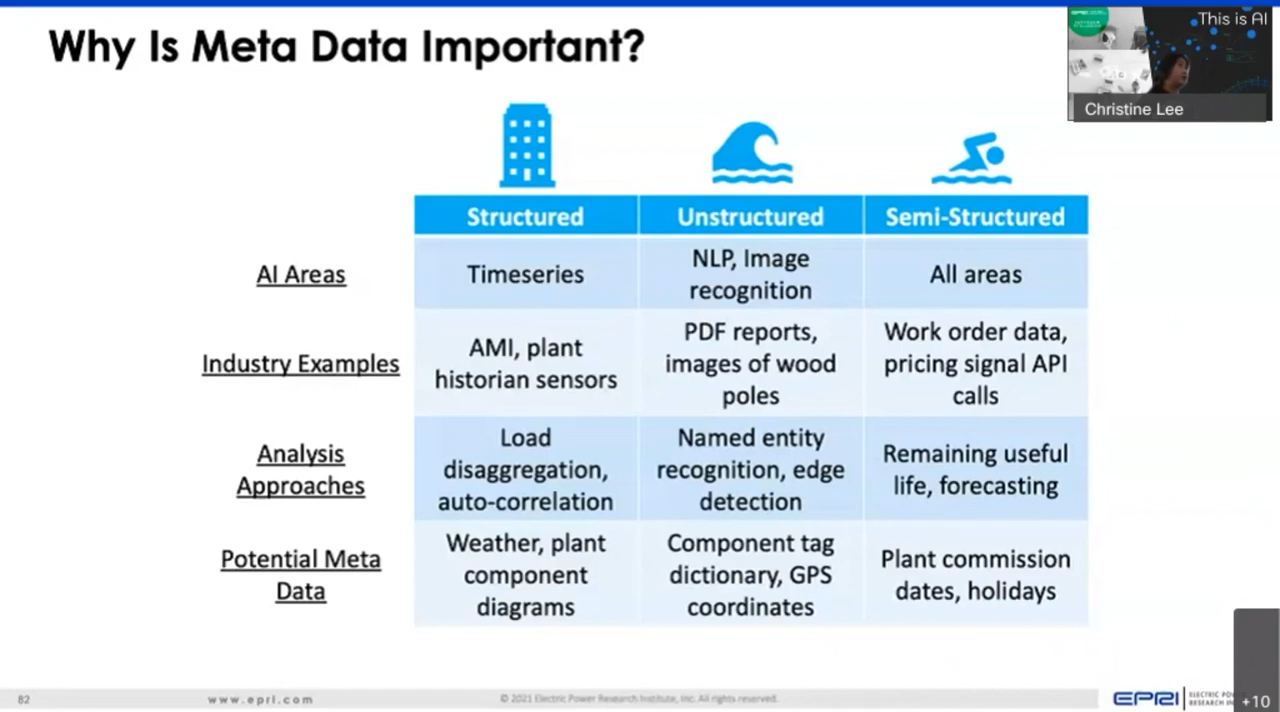 Why Is Meta Data Important?
This is AI
Christine Lee
Structured
Unstructured
Semi-Structured
AI Areas
Timeseries
NLP, Image
recognition
All areas
Industry Examples
AMI, plant
historian sensors
PDF reports,
images of wood
poles
Work order data,
pricing signal API
calls
Analysis
Approaches
Load
disaggregation,
auto-correlation
Named entity
recognition, edge
detection
Remaining useful
life, forecasting
Potential Meta
Data
Weather, plant
component
diagrams
Component tag
dictionary, GPS
coordinates
Plant commission
dates, holidays
82
www.epri.com
© 2021 Electric Power Research Institute, Inc. All rights reserved.
EPRI
ELECTRIC
RESEARCH
+10